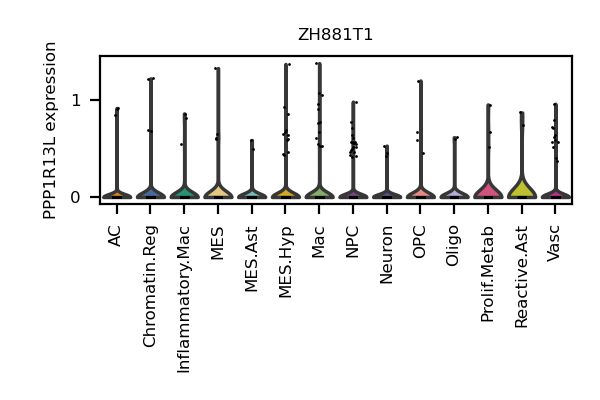 ZH881T1
PPP1R13L expression
1
0
AC
Chromatin.Reg
Inflammatory.Mac
MES
MES.Ast
MES.Hyp
Mac
NPC
Neuron
OPC
Oligo
Prolif.Metab
Reactive.Ast
Vasc